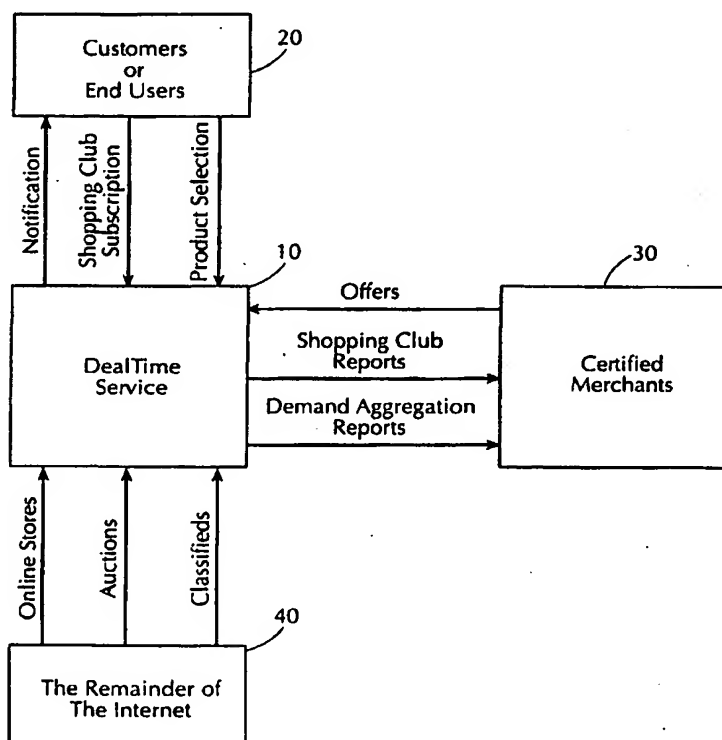 20
Customers
or
End Users
Notification
Shopping Club
Subscription
Product Selection
10
30
DealTime
Service
Offers
Shopping Club
Reports
Demand Aggregation
Reports
Certified
Merchants
Online Stores
Auctions
Classifieds
40
The Remainder of
The Internet